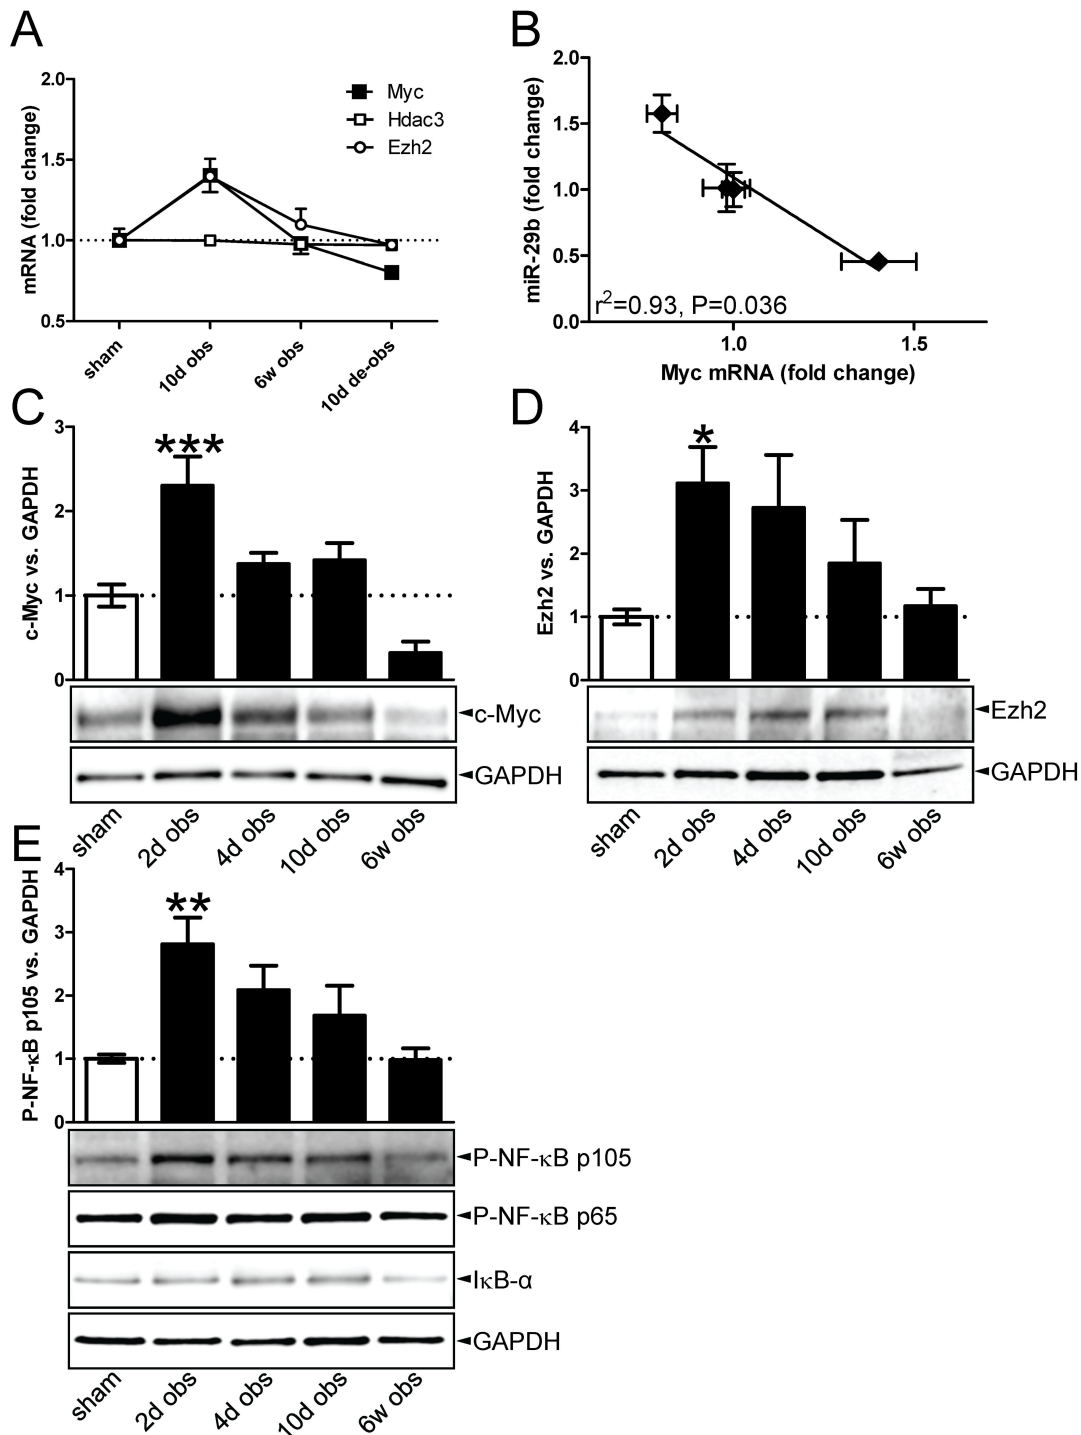 A
mRNA (fold change)
2.0
1.5
1.0
0.5
Myc
Hdac3
Ezh2
sham
10d obs
6w obs
10d de-obs
B
miR-29b (fold change)
2.0
1.5
1.0
0.5
0.0
r²=0.93, P=0.036
1.0
1.5
Myc mRNA (fold change)
C
c-Myc vs. GAPDH
3
2
1
0
***
c-Myc
GAPDH
sham
2d obs
4d obs
10d obs
6w obs
D
Ezh2 vs. GAPDH
4
3
2
1
0
*
Ezh2
GAPDH
sham
2d obs
4d obs
10d obs
6w obs
E
P-NF-κB p105 vs. GAPDH
4
3
2
1
0
**
P-NF-κB p105
P-NF-κB p65
IκB-α
GAPDH
sham
2d obs
4d obs
10d obs
6w obs